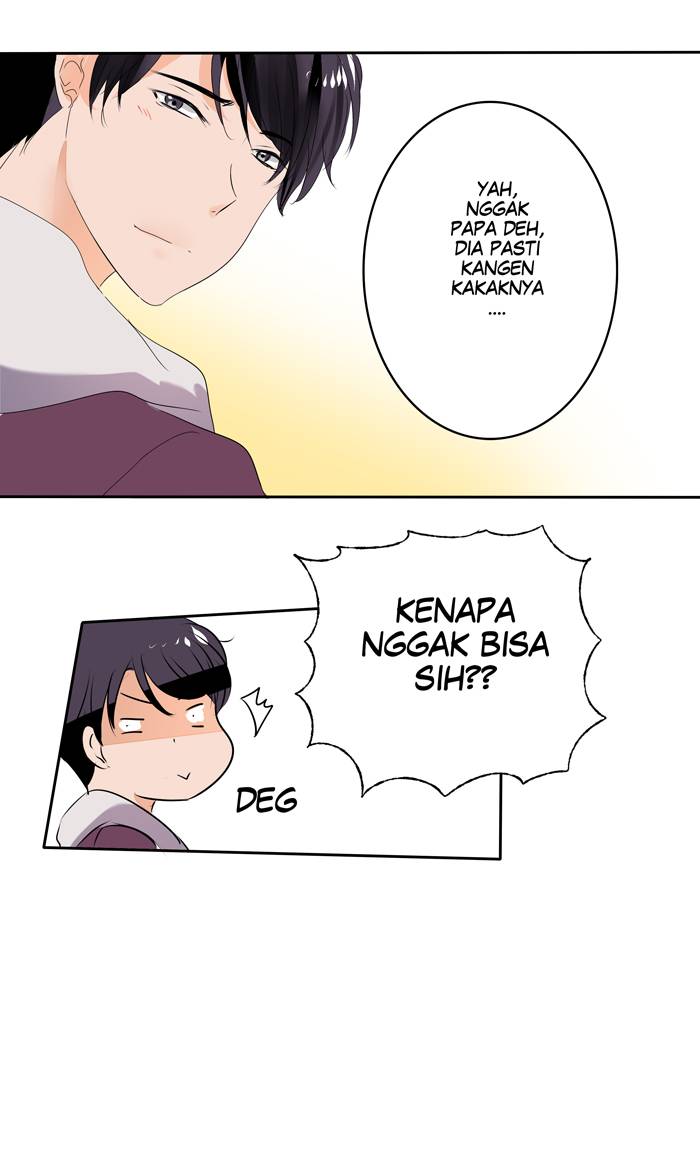 YAH,
NGGAK
PAPA DEH,
DIA PASTI
KANGEN
KAKAKNYA
....
KENAPA
NGGAK BISA
SIH??
DEG